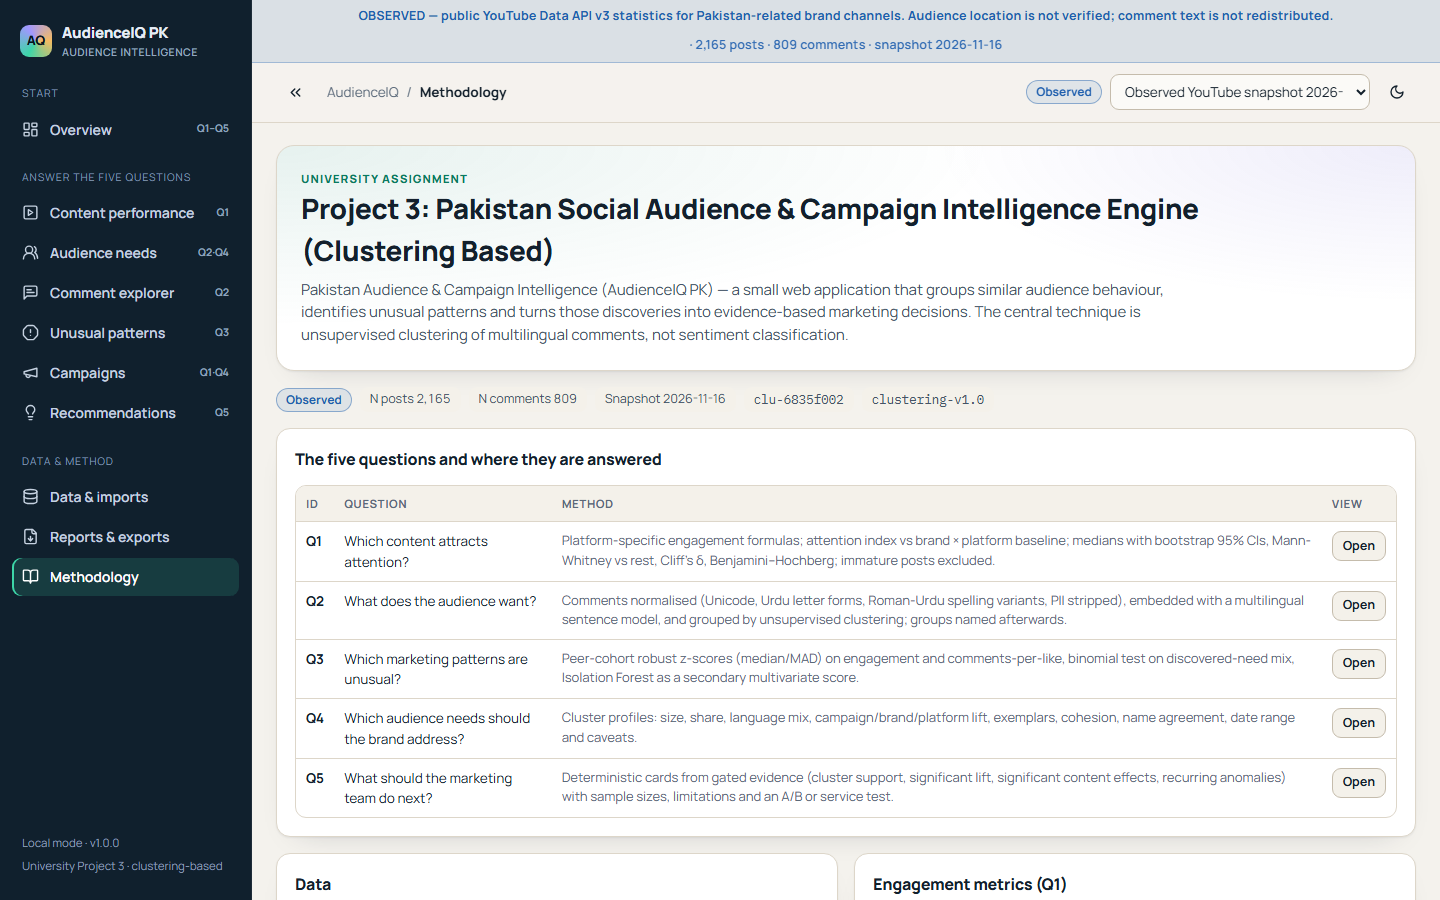 AQ
AudienceIQ PK
AUDIENCE INTELLIGENCE
START
Overview Q1–Q5
ANSWER THE FIVE QUESTIONS
Content performance Q1
Audience needs Q2·Q4
Comment explorer Q2
Unusual patterns Q3
Campaigns Q1·Q4
Recommendations Q5
DATA & METHOD
Data & imports
Reports & exports
Methodology
Local mode · v1.0.0
University Project 3 · clustering-based
OBSERVED — public YouTube Data API v3 statistics for Pakistan-related brand channels. Audience location is not verified; comment text is not redistributed.
· 2,165 posts · 809 comments · snapshot 2026-11-16
AudienceIQ / Methodology
Observed
Observed YouTube snapshot 2026-
UNIVERSITY ASSIGNMENT
Project 3: Pakistan Social Audience & Campaign Intelligence Engine
(Clustering Based)
Pakistan Audience & Campaign Intelligence (AudienceIQ PK) — a small web application that groups similar audience behaviour,
identifies unusual patterns and turns those discoveries into evidence-based marketing decisions. The central technique is
unsupervised clustering of multilingual comments, not sentiment classification.
Observed N posts 2,165 N comments 809 Snapshot 2026-11-16 clu-6835f002 clustering-v1.0
The five questions and where they are answered
ID QUESTION METHOD VIEW
Q1 Which content attracts attention? Platform-specific engagement formulas; attention index vs brand × platform baseline; medians with bootstrap 95% CIs, Mann-
Whitney vs rest, Cliff's δ, Benjamini–Hochberg; immature posts excluded.
Open
Q2 What does the audience want? Comments normalised (Unicode, Urdu letter forms, Roman-Urdu spelling variants, PII stripped), embedded with a multilingual
sentence model, and grouped by unsupervised clustering; groups named afterwards.
Open
Q3 Which marketing patterns are unusual? Peer-cohort robust z-scores (median/MAD) on engagement and comments-per-like, binomial test on discovered-need mix,
Isolation Forest as a secondary multivariate score.
Open
Q4 Which audience needs should the brand address? Cluster profiles: size, share, language mix, campaign/brand/platform lift, exemplars, cohesion, name agreement, date range
and caveats.
Open
Q5 What should the marketing team do next? Deterministic cards from gated evidence (cluster support, significant lift, significant content effects, recurring anomalies)
with sample sizes, limitations and an A/B or service test.
Open
Data
Engagement metrics (Q1)